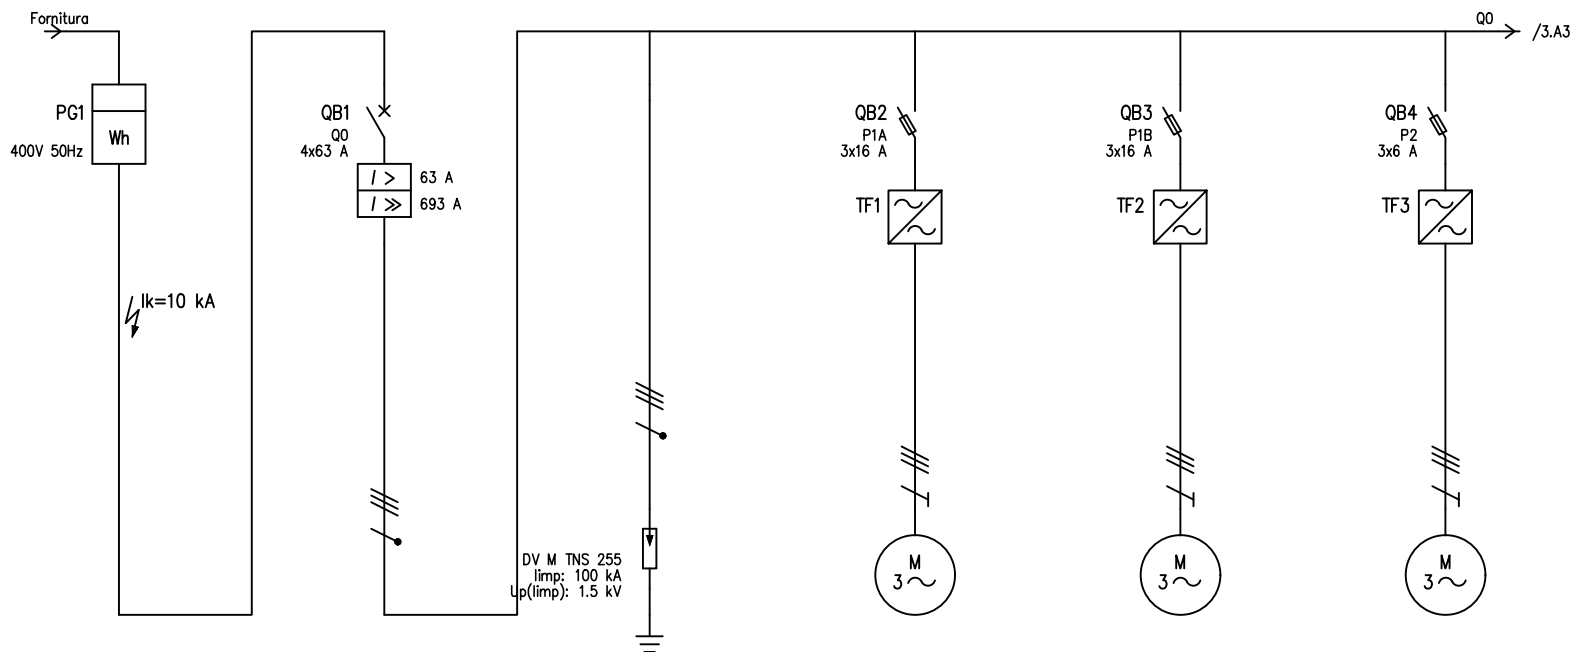 Fornitura
PG1
Wh
400V 50Hz
Ik=10 kA
QB1
Q0
4x63 A
I > 63 A
I >> 693 A
DV M TNS 255
Iimp: 100 kA
Up(Iimp): 1.5 kV
QB2
P1A
3x16 A
TF1
M
3
QB3
P1B
3x16 A
TF2
M
3
QB4
P2
3x6 A
TF3
M
3
Q0
/3.A3